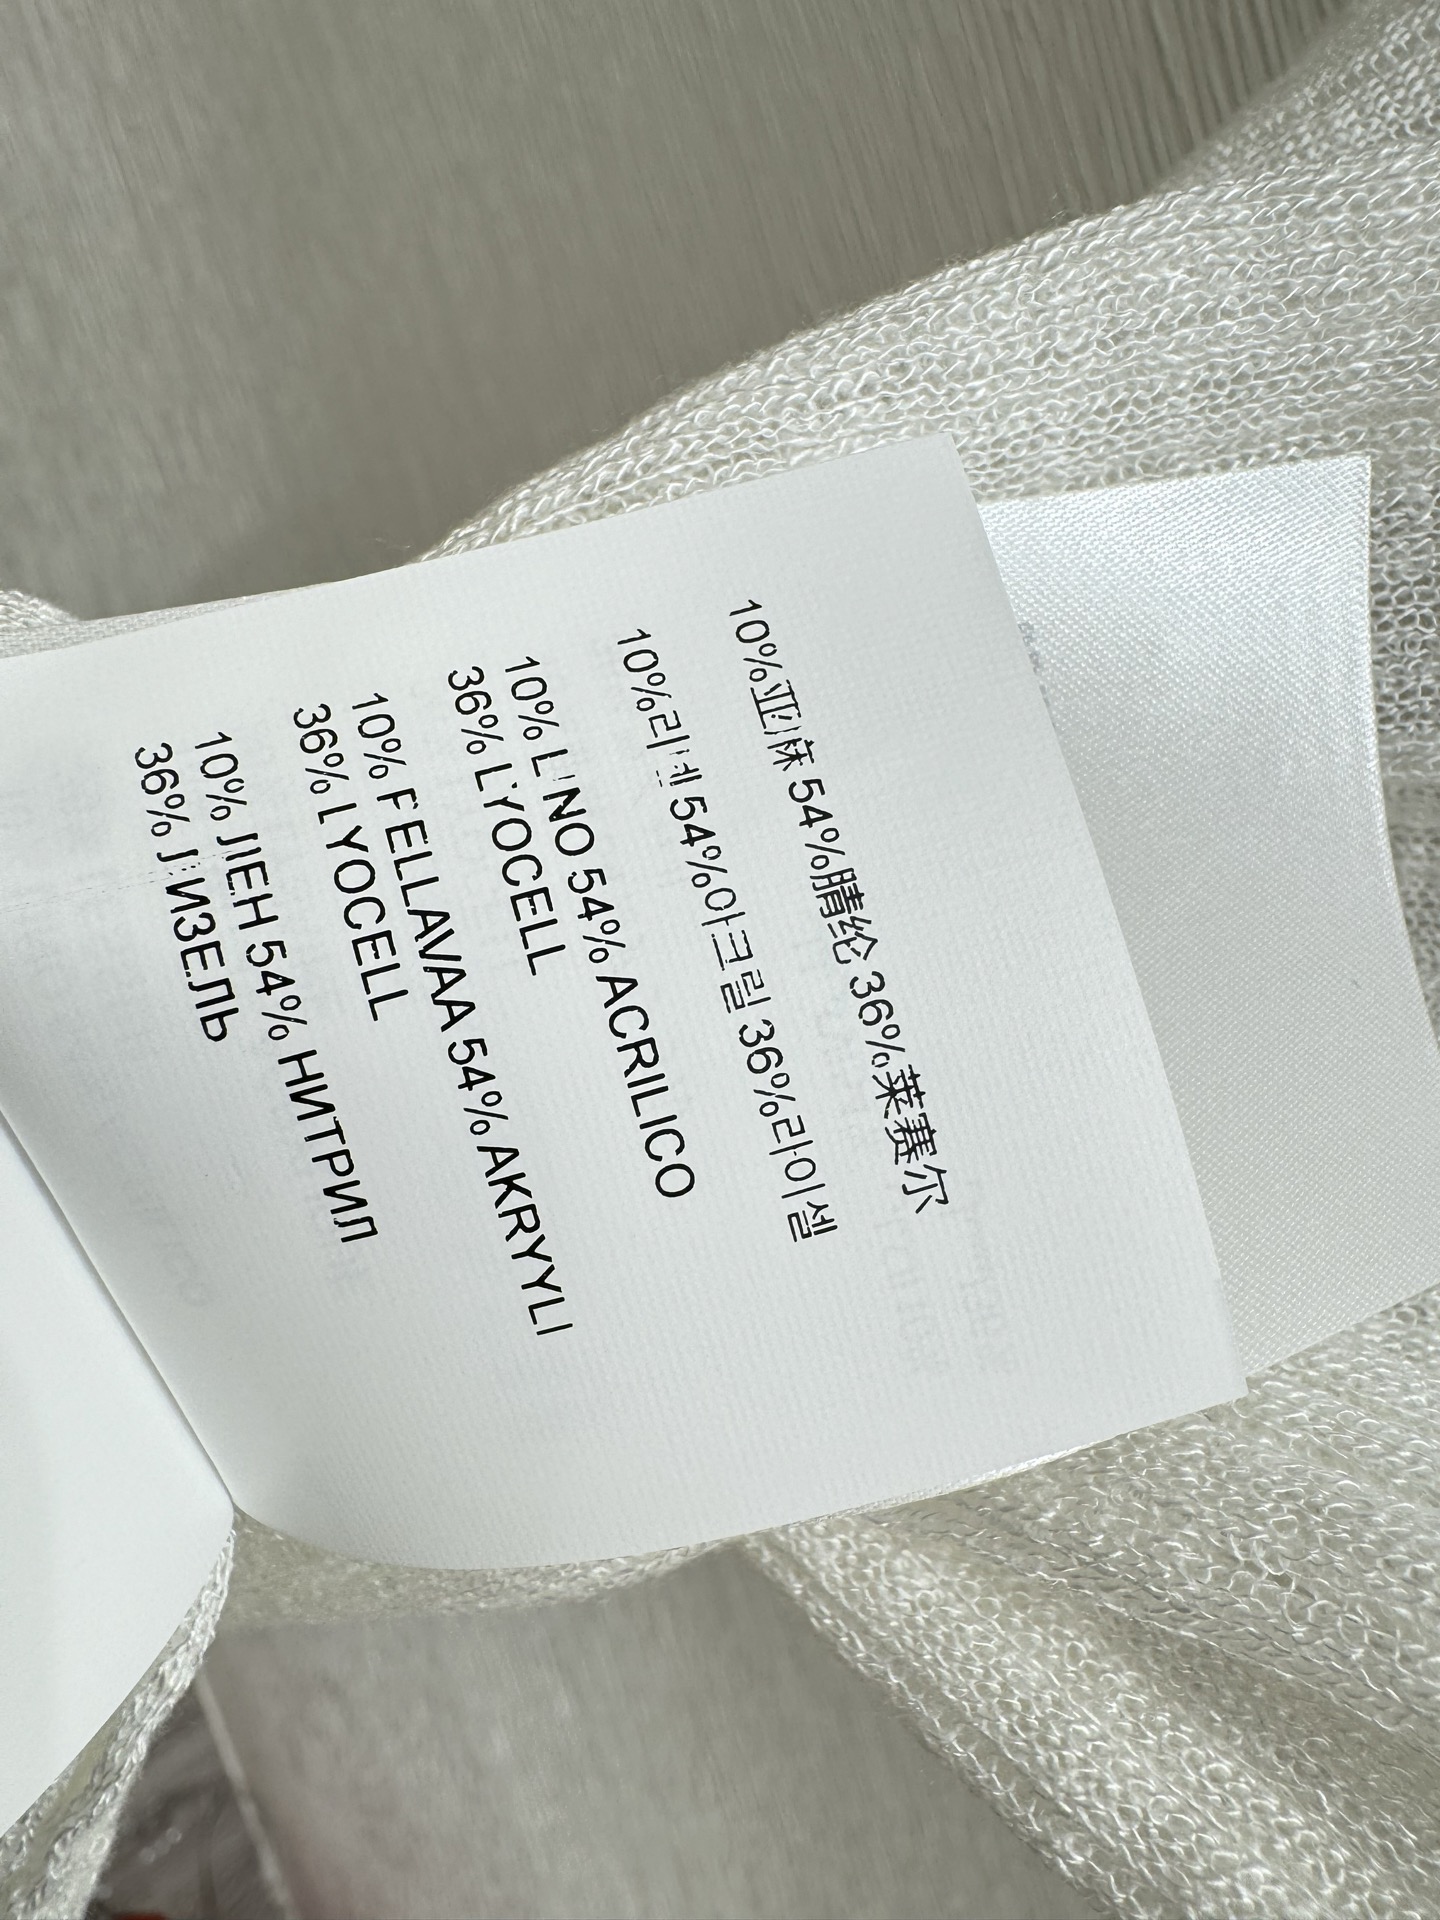 10%亚麻 54%腈纶 36%莱赛尔
10%리넨 54%아크릴 36%라이셀
10% LINO 54% ACRILICO
36% LYOCELL
10% FELLAVAA 54% AKRYYLI
36% LYOCELL
10% ЛЕН 54% НИТРИЛ
36% ЛИЗЕЛЬ